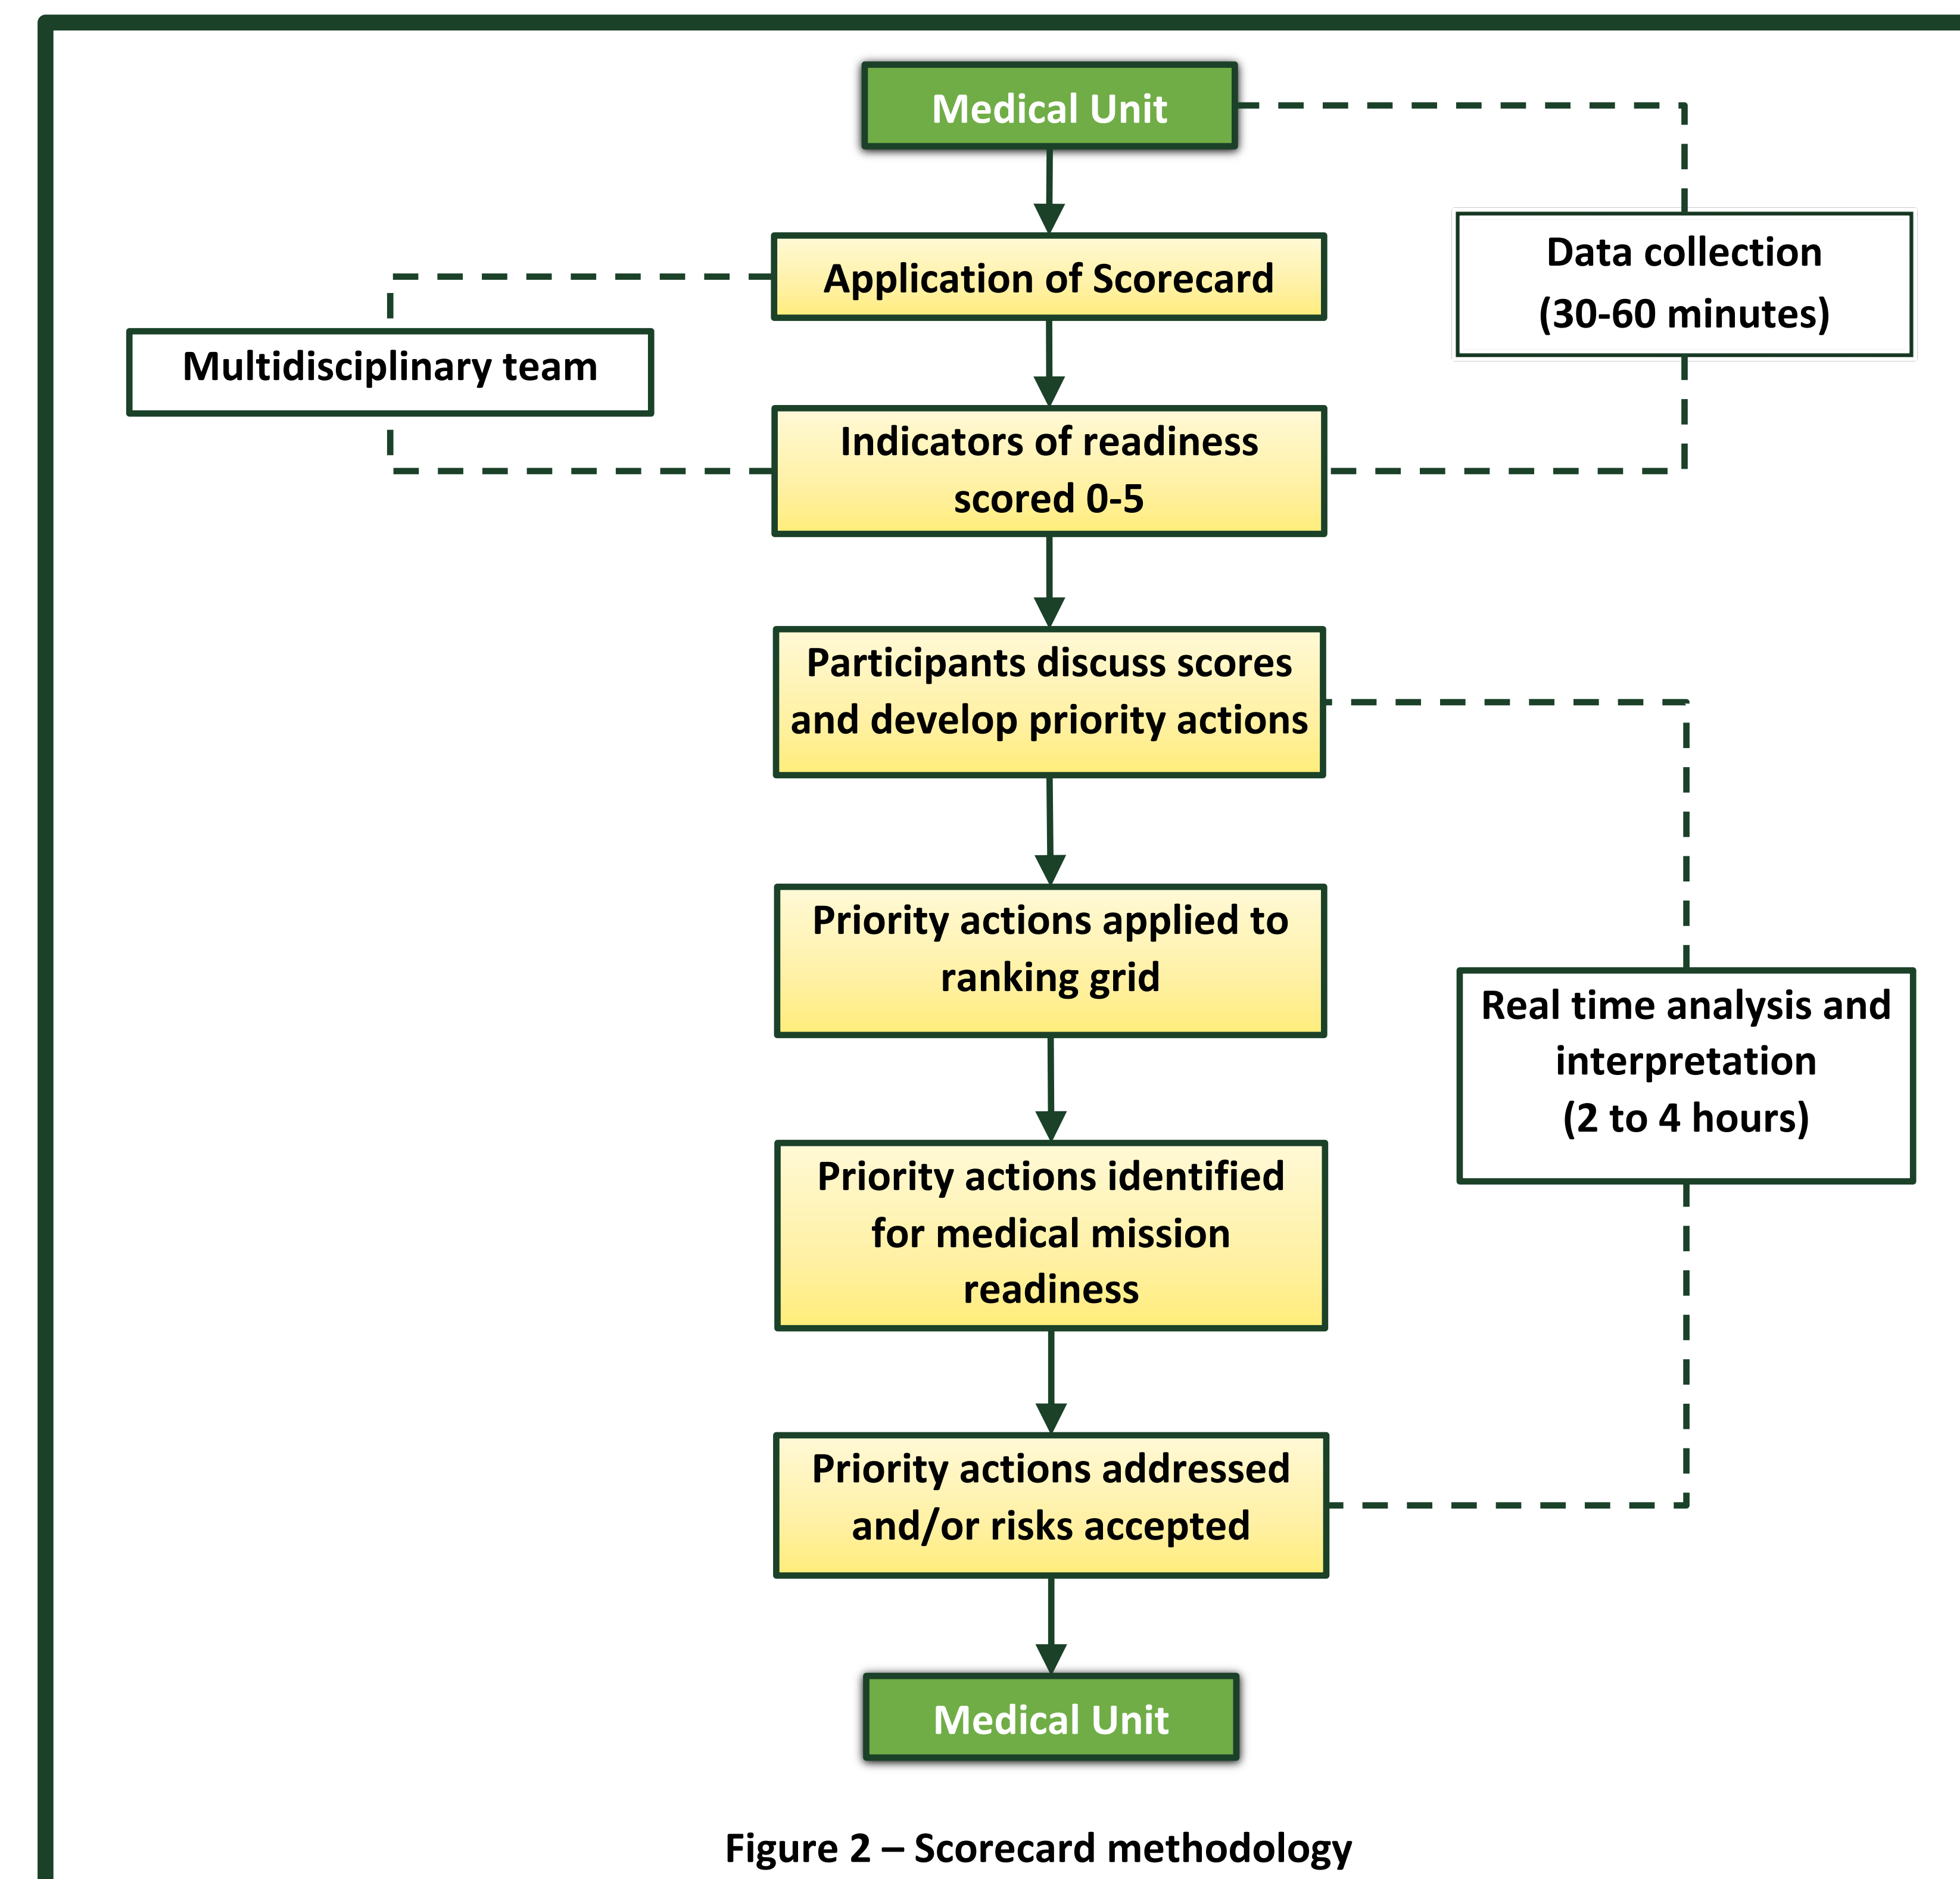 Medical Unit
Application of Scorecard
Data collection
(30-60 minutes)
Multidisciplinary team
Indicators of readiness
scored 0-5
Participants discuss scores
and develop priority actions
Priority actions applied to
ranking grid
Real time analysis and
interpretation
(2 to 4 hours)
Priority actions identified
for medical mission
readiness
Priority actions addressed
and/or risks accepted
Medical Unit
Figure 2 – Scorecard methodology